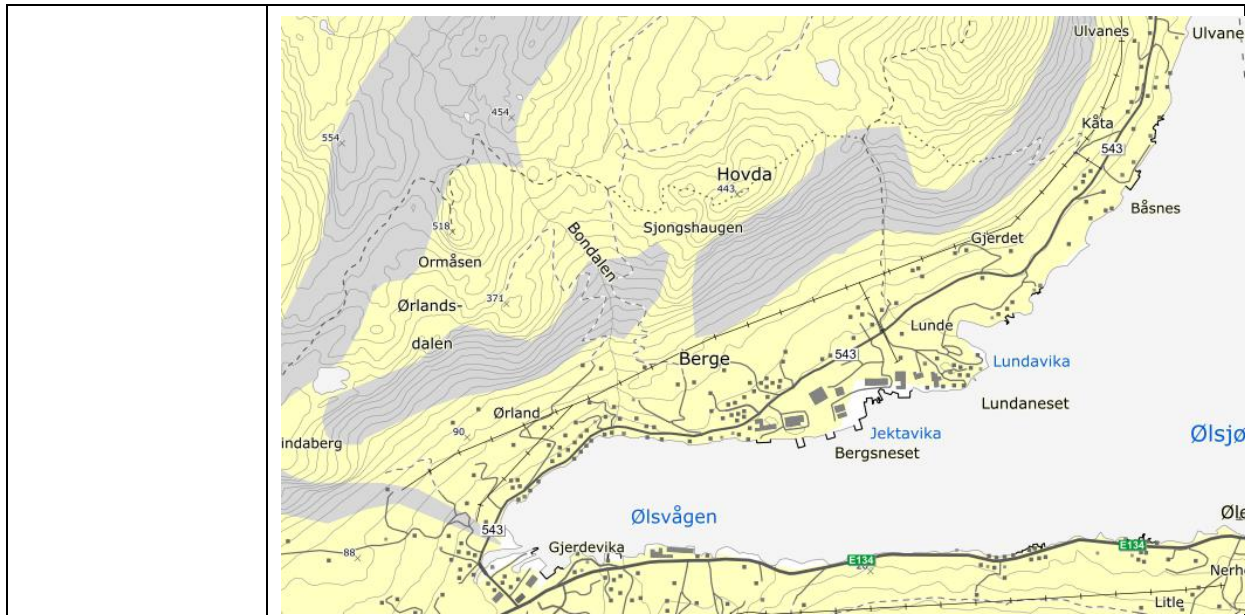 Ulvanes
Ulvane
454
554
Kåta
543
Hovda
443
Båsnes
518
Sjongshaugen
Bondalen
Gjerdet
Ormåsen
371
Ørlands-
dalen
Lunde
543
Berge
Lundavika
Lundaneset
Ørland
90
indaberg
Jektavika
Bergsneset
Ølsjø
Ølsvågen
Øle
543
Gjerdevika
88
E134
E134
Nerh
Litle